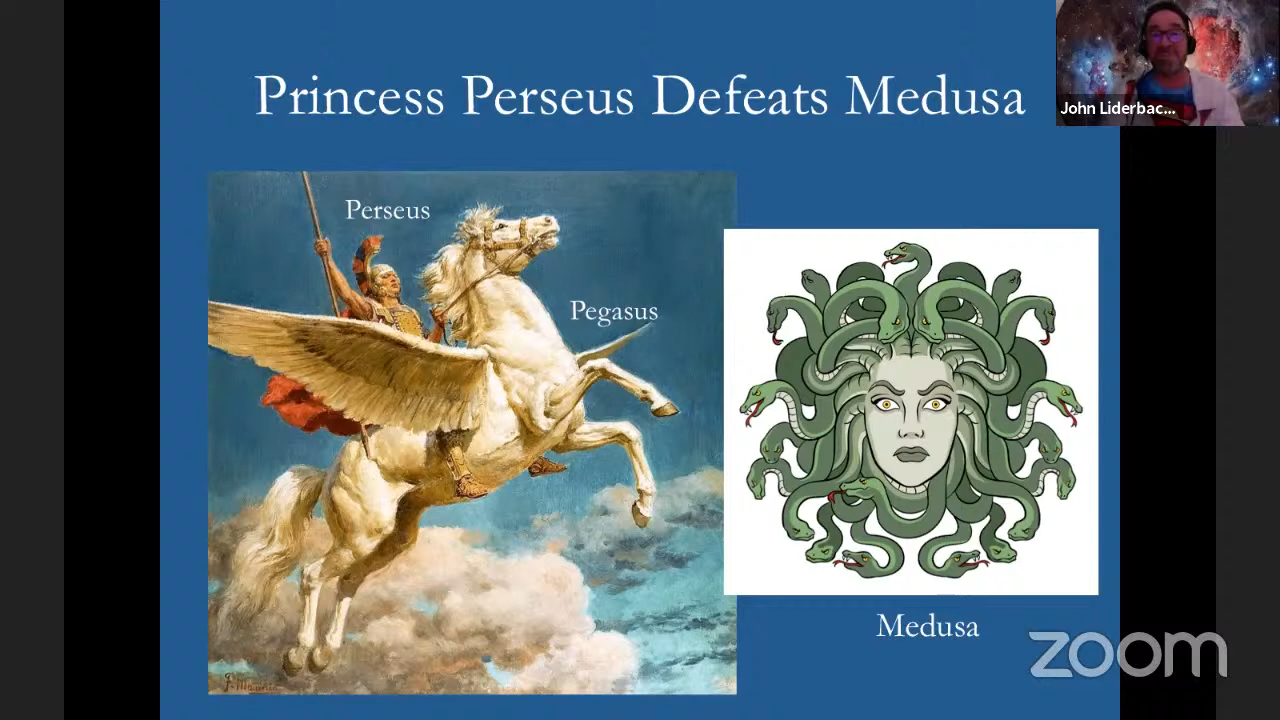 Princess Perseus Defeats Medusa
John Liderbac...
Perseus
Pegasus
Medusa
zoom